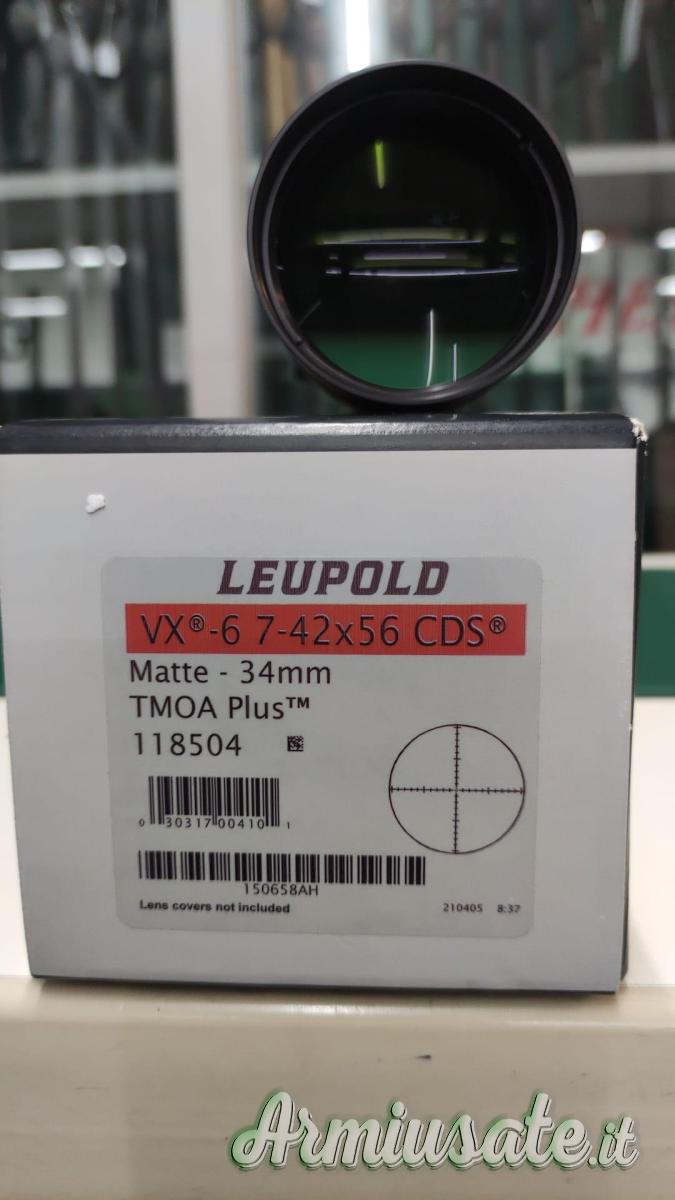 LEUPOLD
VX®-6 7-42x56 CDS®
Matte - 34mm
TMOA Plus™
118504
0 30317 00410 1
150658AH
Lens covers not included
210405 8:37
Armiusate.it